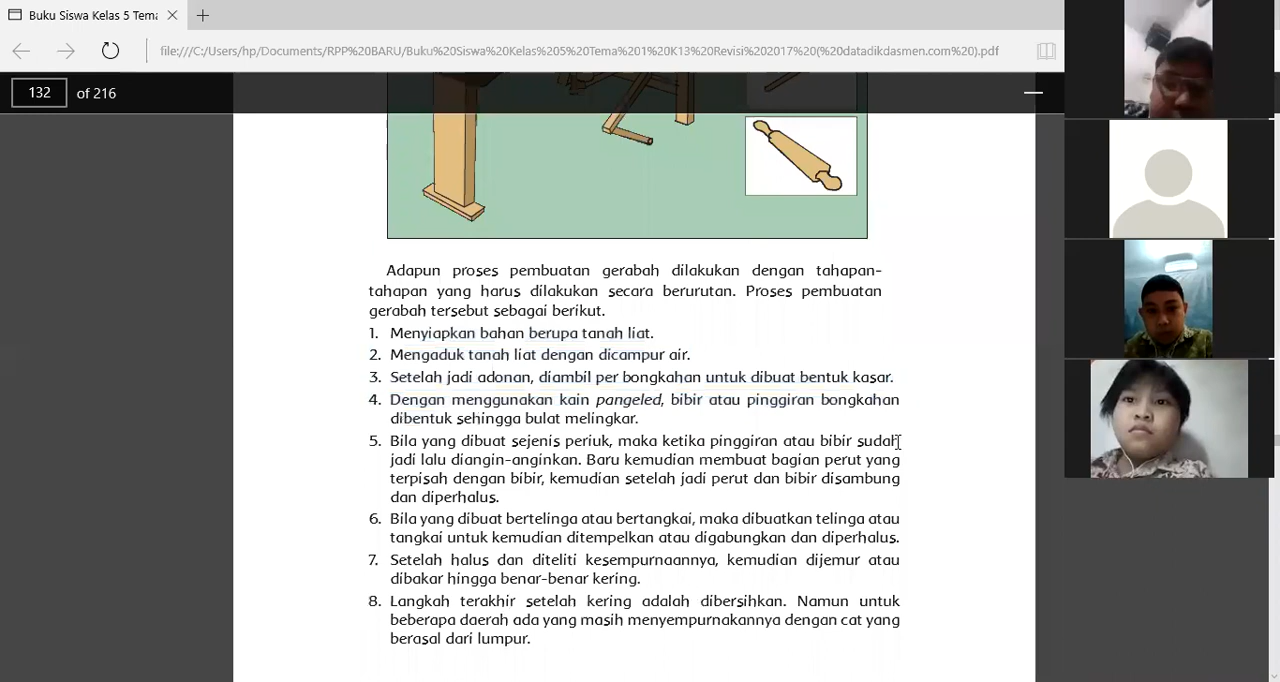 Buku Siswa Kelas 5 Tema
file:///C:/Users/hp/Documents/RPP%20BARU/Buku%20Siswa%20Kelas%205%20Tema%201%20K13%20Revisi%202017%20(%20datadikdasmen.com%20).pdf
132 of 216
Adapun proses pembuatan gerabah dilakukan dengan tahapan-
tahapan yang harus dilakukan secara berurutan. Proses pembuatan
gerabah tersebut sebagai berikut.
1. Menyiapkan bahan berupa tanah liat.
2. Mengaduk tanah liat dengan dicampur air.
3. Setelah jadi adonan, diambil per bongkahan untuk dibuat bentuk kasar.
4. Dengan menggunakan kain pangeled, bibir atau pinggiran bongkahan
dibentuk sehingga bulat melingkar.
5. Bila yang dibuat sejenis periuk, maka ketika pinggiran atau bibir sudah
jadi lalu diangin-anginkan. Baru kemudian membuat bagian perut yang
terpisah dengan bibir, kemudian setelah jadi perut dan bibir disambung
dan diperhalus.
6. Bila yang dibuat bertelinga atau bertangkai, maka dibuatkan telinga atau
tangkai untuk kemudian ditempelkan atau digabungkan dan diperhalus.
7. Setelah halus dan diteliti kesempurnaannya, kemudian dijemur atau
dibakar hingga benar-benar kering.
8. Langkah terakhir setelah kering adalah dibersihkan. Namun untuk
beberapa daerah ada yang masih menyempurnakannya dengan cat yang
berasal dari lumpur.